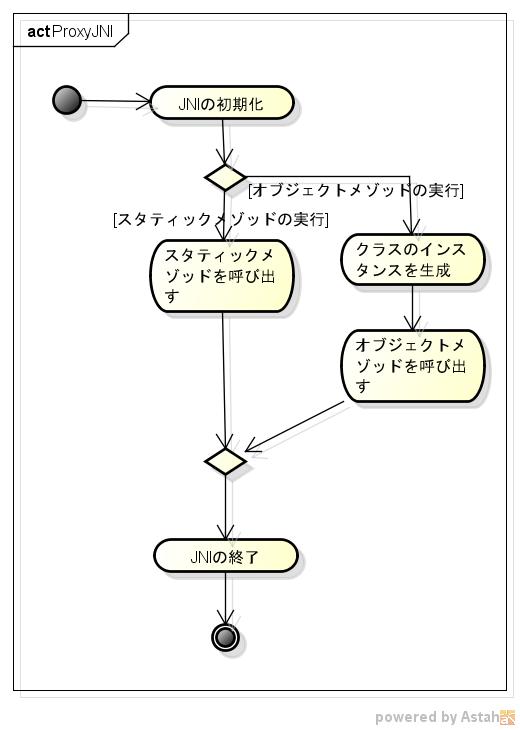 act ProxyJNI
JNIの初期化
[オブジェクトメゾッドの実行]
[スタティックメゾッドの実行]
スタティックメ
ゾッドを呼び出
す
クラスのインス
タンスを生成
オブジェクトメ
ゾッドを呼び出
す
JNIの終了
powered by Astah